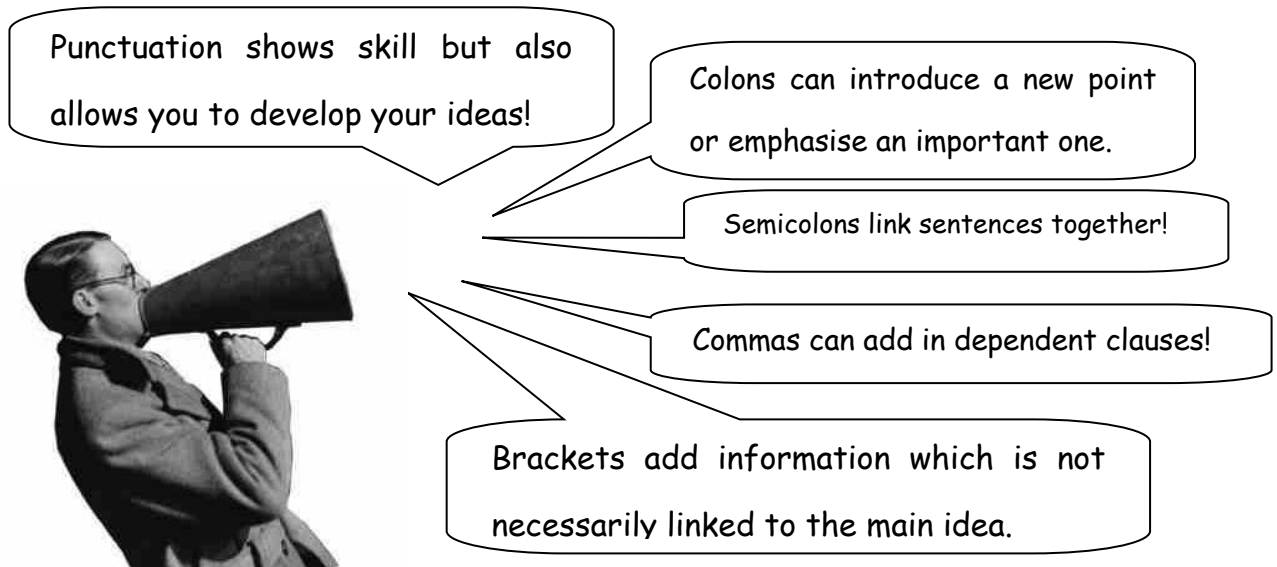 Punctuation shows skill but also
allows you to develop your ideas!
Colons can introduce a new point
or emphasise an important one.
Semicolons link sentences together!
Commas can add in dependent clauses!
Brackets add information which is not
necessarily linked to the main idea.